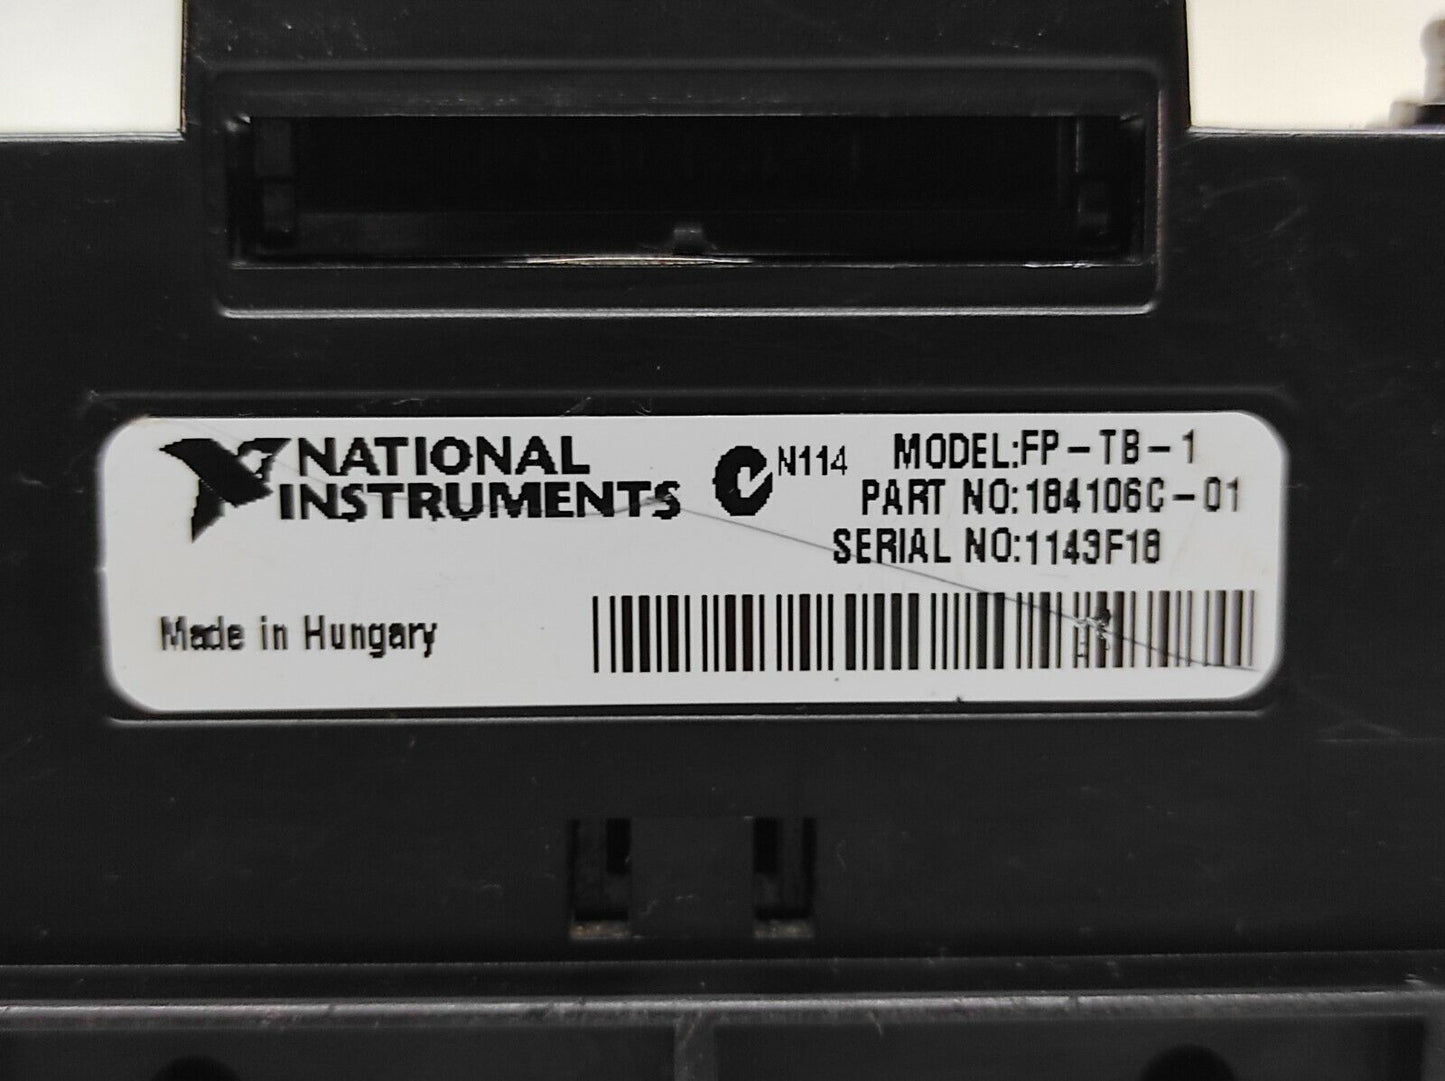 NATIONAL
INSTRUMENTS
N114
MODEL:FP-TB-1
PART NO:184106C-01
SERIAL NO:1143F18
Made in Hungary